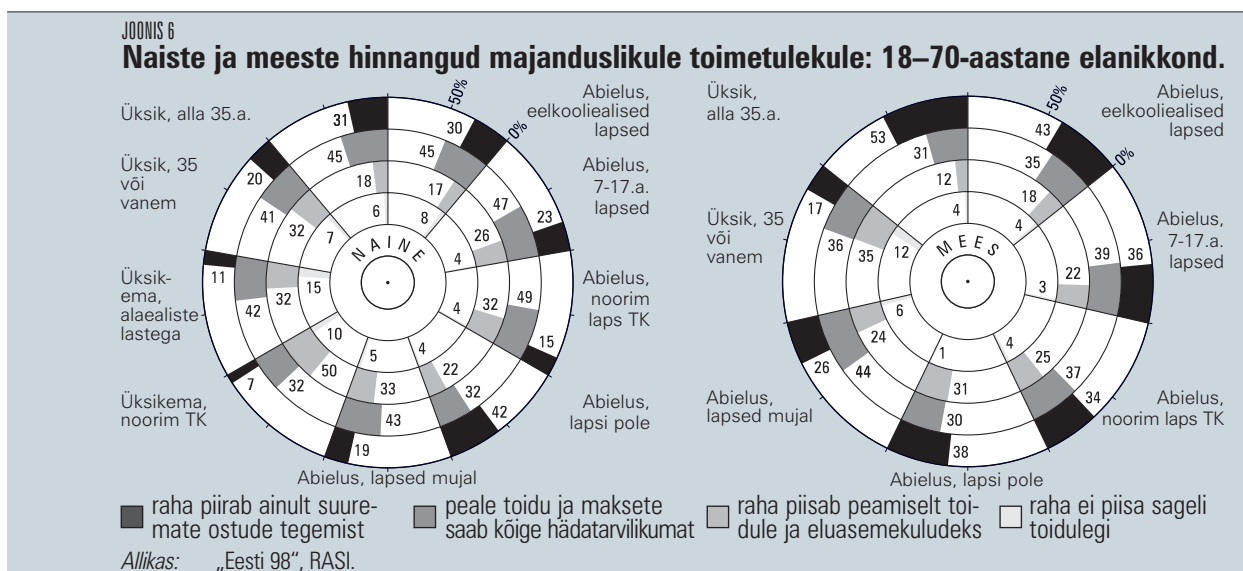 JOONIS 6
Naiste ja meeste hinnangud majanduslikule toimetulekule: 18–70-aastane elanikkond.
Üksik, alla 35.a.
Üksik, 35
või
vanem
Üksik-
ema,
alaealiste
lastega
Üksikema,
noorim TK
Abielus, lapsed mujal
Abielus,
eelkooliealised
lapsed
Abielus,
7-17.a.
lapsed
Abielus,
noorim
laps TK
Abielus,
lapsi pole
50%
0%
NAINE
31
45
18
6
30
45
17
8
23
47
26
4
15
49
32
4
42
32
22
4
19
43
33
5
7
32
50
10
11
42
32
15
20
41
32
7
Üksik,
alla 35.a.
Üksik, 35
või
vanem
Abielus,
lapsed mujal
Abielus, lapsi pole
Abielus,
eelkooliealised
lapsed
Abielus,
7-17.a.
lapsed
Abielus,
noorim laps TK
50%
0%
MEES
53
31
12
4
43
35
18
4
36
39
22
3
34
37
25
4
38
30
31
1
26
44
24
6
17
36
35
12
raha piirab ainult suure-
mate ostude tegemist
peale toidu ja maksete
saab kõige hädatarvilikumat
raha piisab peamiselt toi-
dule ja eluasemekuludeks
raha ei piisa sageli
toidulegi
Allikas: „Eesti 98“, RASI.